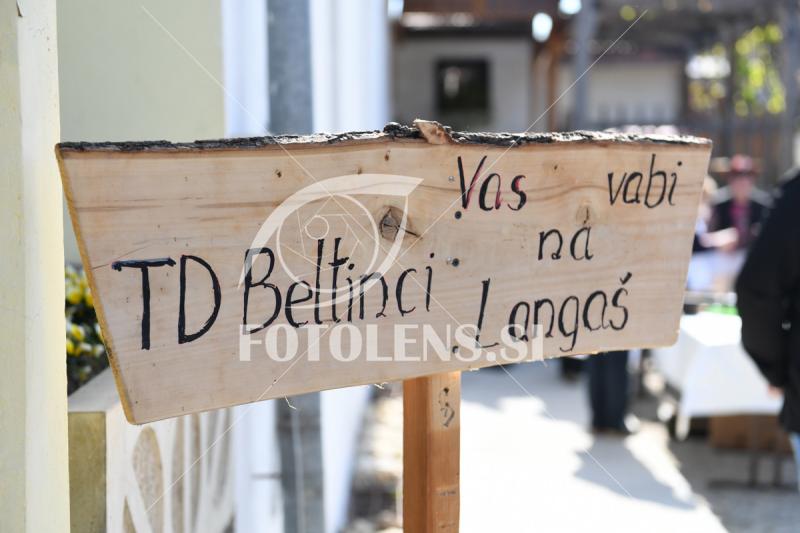 TD Beltinci
Vas vabi
na
Langaš
FOTOLENS.SI